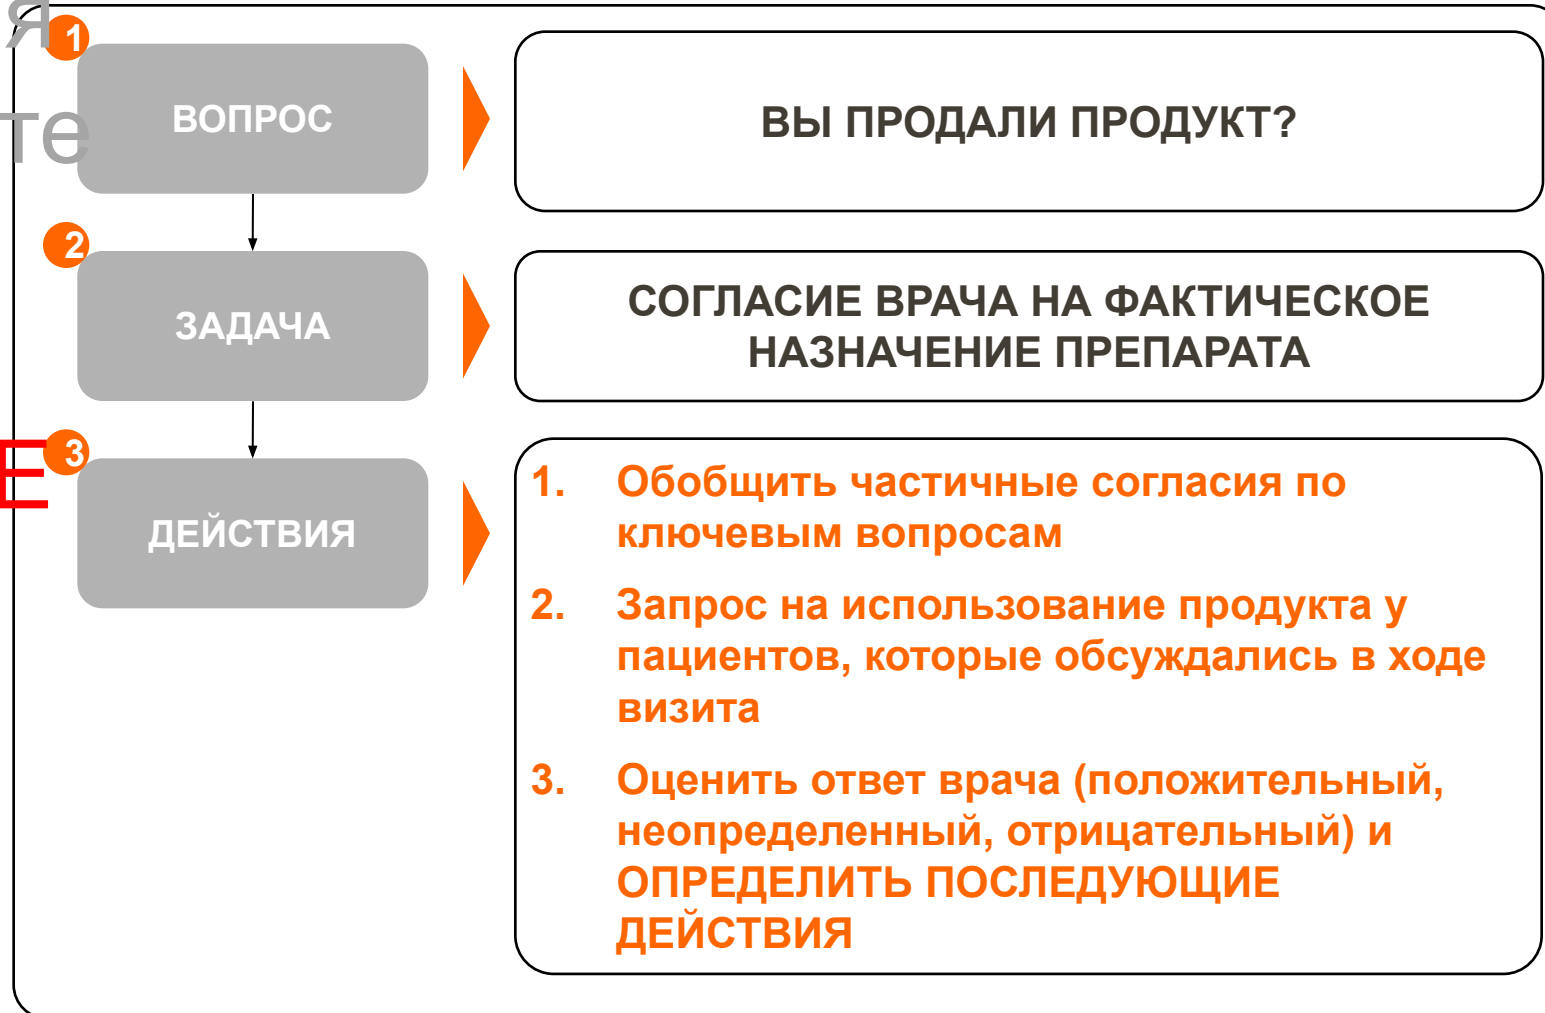 я
1
те
ВОПРОС
ВЫ ПРОДАЛИ ПРОДУКТ?
2
ЗАДАЧА
СОГЛАСИЕ ВРАЧА НА ФАКТИЧЕСКОЕ
НАЗНАЧЕНИЕ ПРЕПАРАТА
Е
3
ДЕЙСТВИЯ
1. Обобщить частичные согласия по
ключевым вопросам
2. Запрос на использование продукта у
пациентов, которые обсуждались в ходе
визита
3. Оценить ответ врача (положительный,
неопределенный, отрицательный) и
ОПРЕДЕЛИТЬ ПОСЛЕДУЮЩИЕ
ДЕЙСТВИЯ